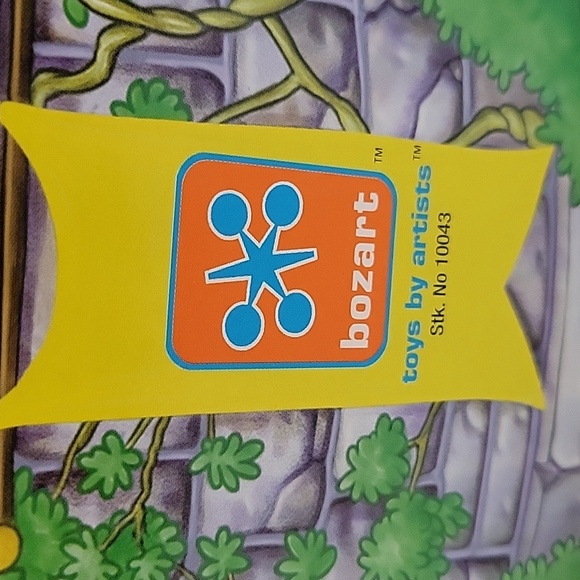 bozart™
toys by artists™
Stk. No 10043